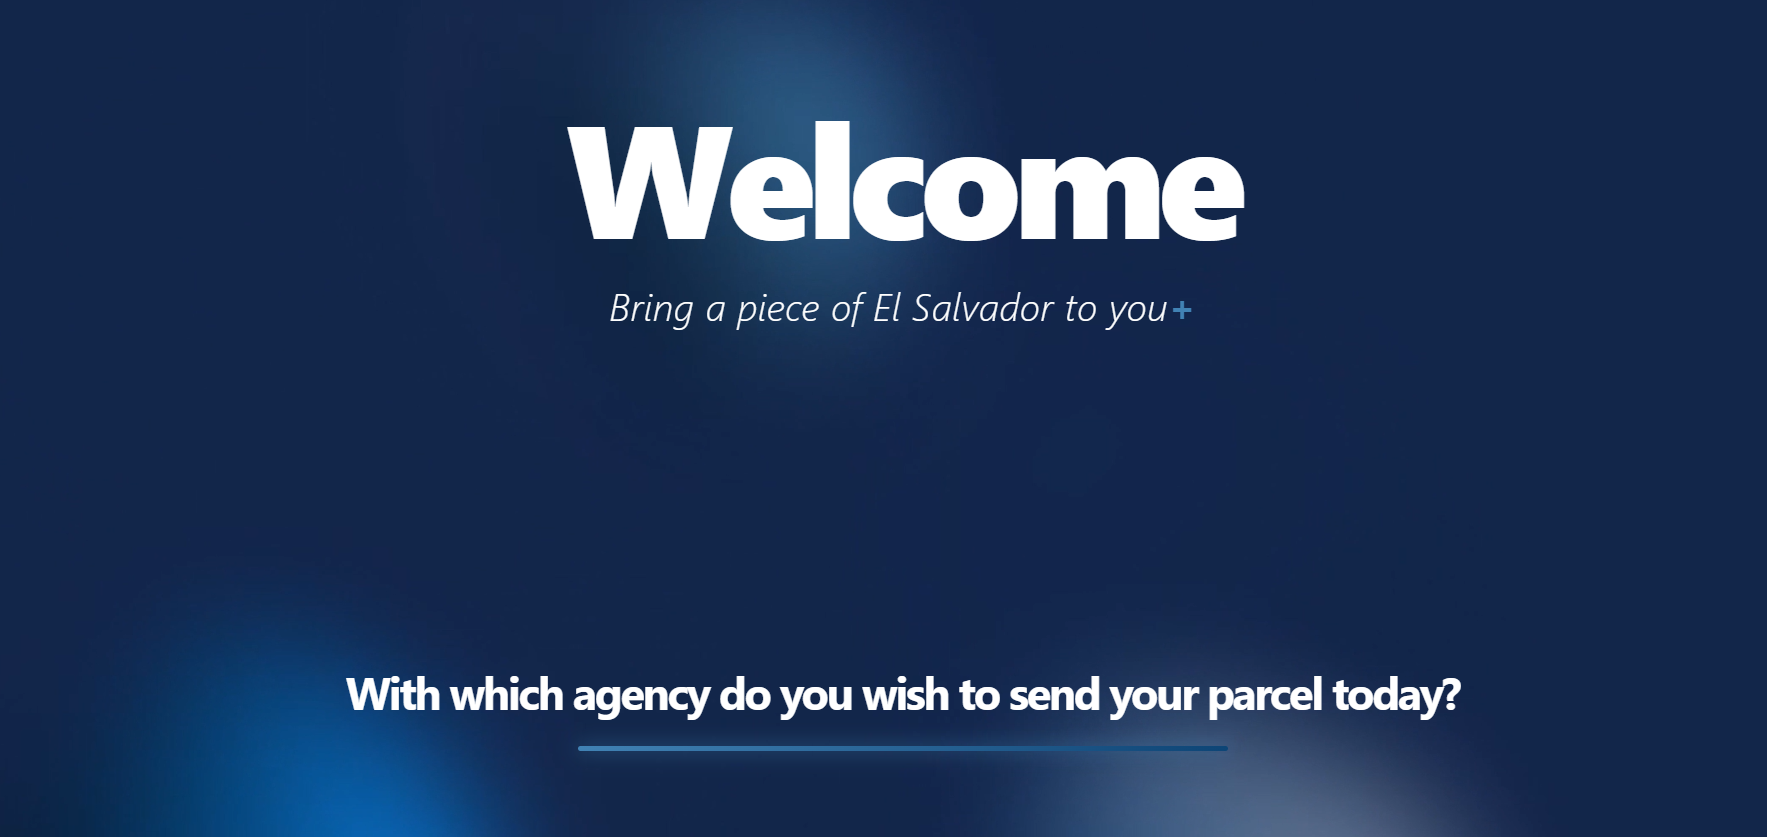 Welcome
Bring a piece of El Salvador to you+
With which agency do you wish to send your parcel today?